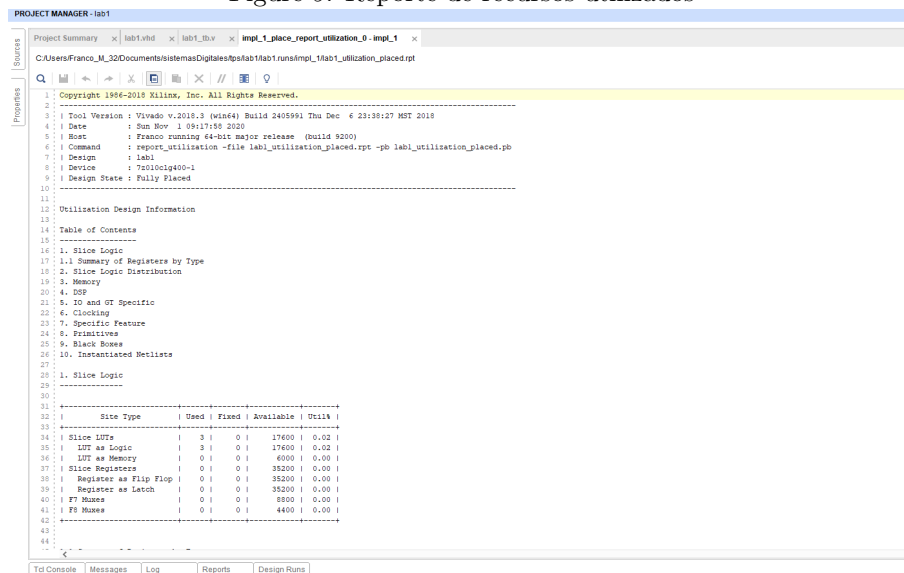 PROJECT MANAGER - lab1
Sources
Properties
Project Summary × lab1.vhd × lab1_tb.v × impl_1_place_report_utilization_0 - impl_1 ×
C:/Users/Franco_M_32/Documents/sistemasDigitales/tps/lab1/lab1.runs/impl_1/lab1_utilization_placed.rpt
1 Copyright 1986-2018 Xilinx, Inc. All Rights Reserved.
2 ---------------------------------------------------------------------------------------------------------
3 | Tool Version : Vivado v.2018.3 (win64) Build 2405991 Thu Dec  6 23:38:27 MST 2018
4 | Date : Sun Nov  1 09:17:58 2020
5 | Host : Franco running 64-bit major release  (build 9200)
6 | Command : report_utilization -file lab1_utilization_placed.rpt -pb lab1_utilization_placed.pb
7 | Design : lab1
8 | Device : 7z010clg400-1
9 | Design State : Fully Placed
10 ---------------------------------------------------------------------------------------------------------
11
12 Utilization Design Information
13
14 Table of Contents
15 -----------------
16 1. Slice Logic
17 1.1 Summary of Registers by Type
18 2. Slice Logic Distribution
19 3. Memory
20 4. DSP
21 5. IO and GT Specific
22 6. Clocking
23 7. Specific Feature
24 8. Primitives
25 9. Black Boxes
26 10. Instantiated Netlists
27
28 1. Slice Logic
29 --------------
30
31 +-------------------------+------+-------+-----------+-------+
32 | Site Type | Used | Fixed | Available | Util% |
33 +-------------------------+------+-------+-----------+-------+
34 | Slice LUTs | 3 | 0 | 17600 | 0.02 |
35 | LUT as Logic | 3 | 0 | 17600 | 0.02 |
36 | LUT as Memory | 0 | 0 | 6000 | 0.00 |
37 | Slice Registers | 0 | 0 | 35200 | 0.00 |
38 | Register as Flip Flop | 0 | 0 | 35200 | 0.00 |
39 | Register as Latch | 0 | 0 | 35200 | 0.00 |
40 | F7 Muxes | 0 | 0 | 8800 | 0.00 |
41 | F8 Muxes | 0 | 0 | 4400 | 0.00 |
42 +-------------------------+------+-------+-----------+-------+
43
44
Tcl Console Messages Log Reports Design Runs